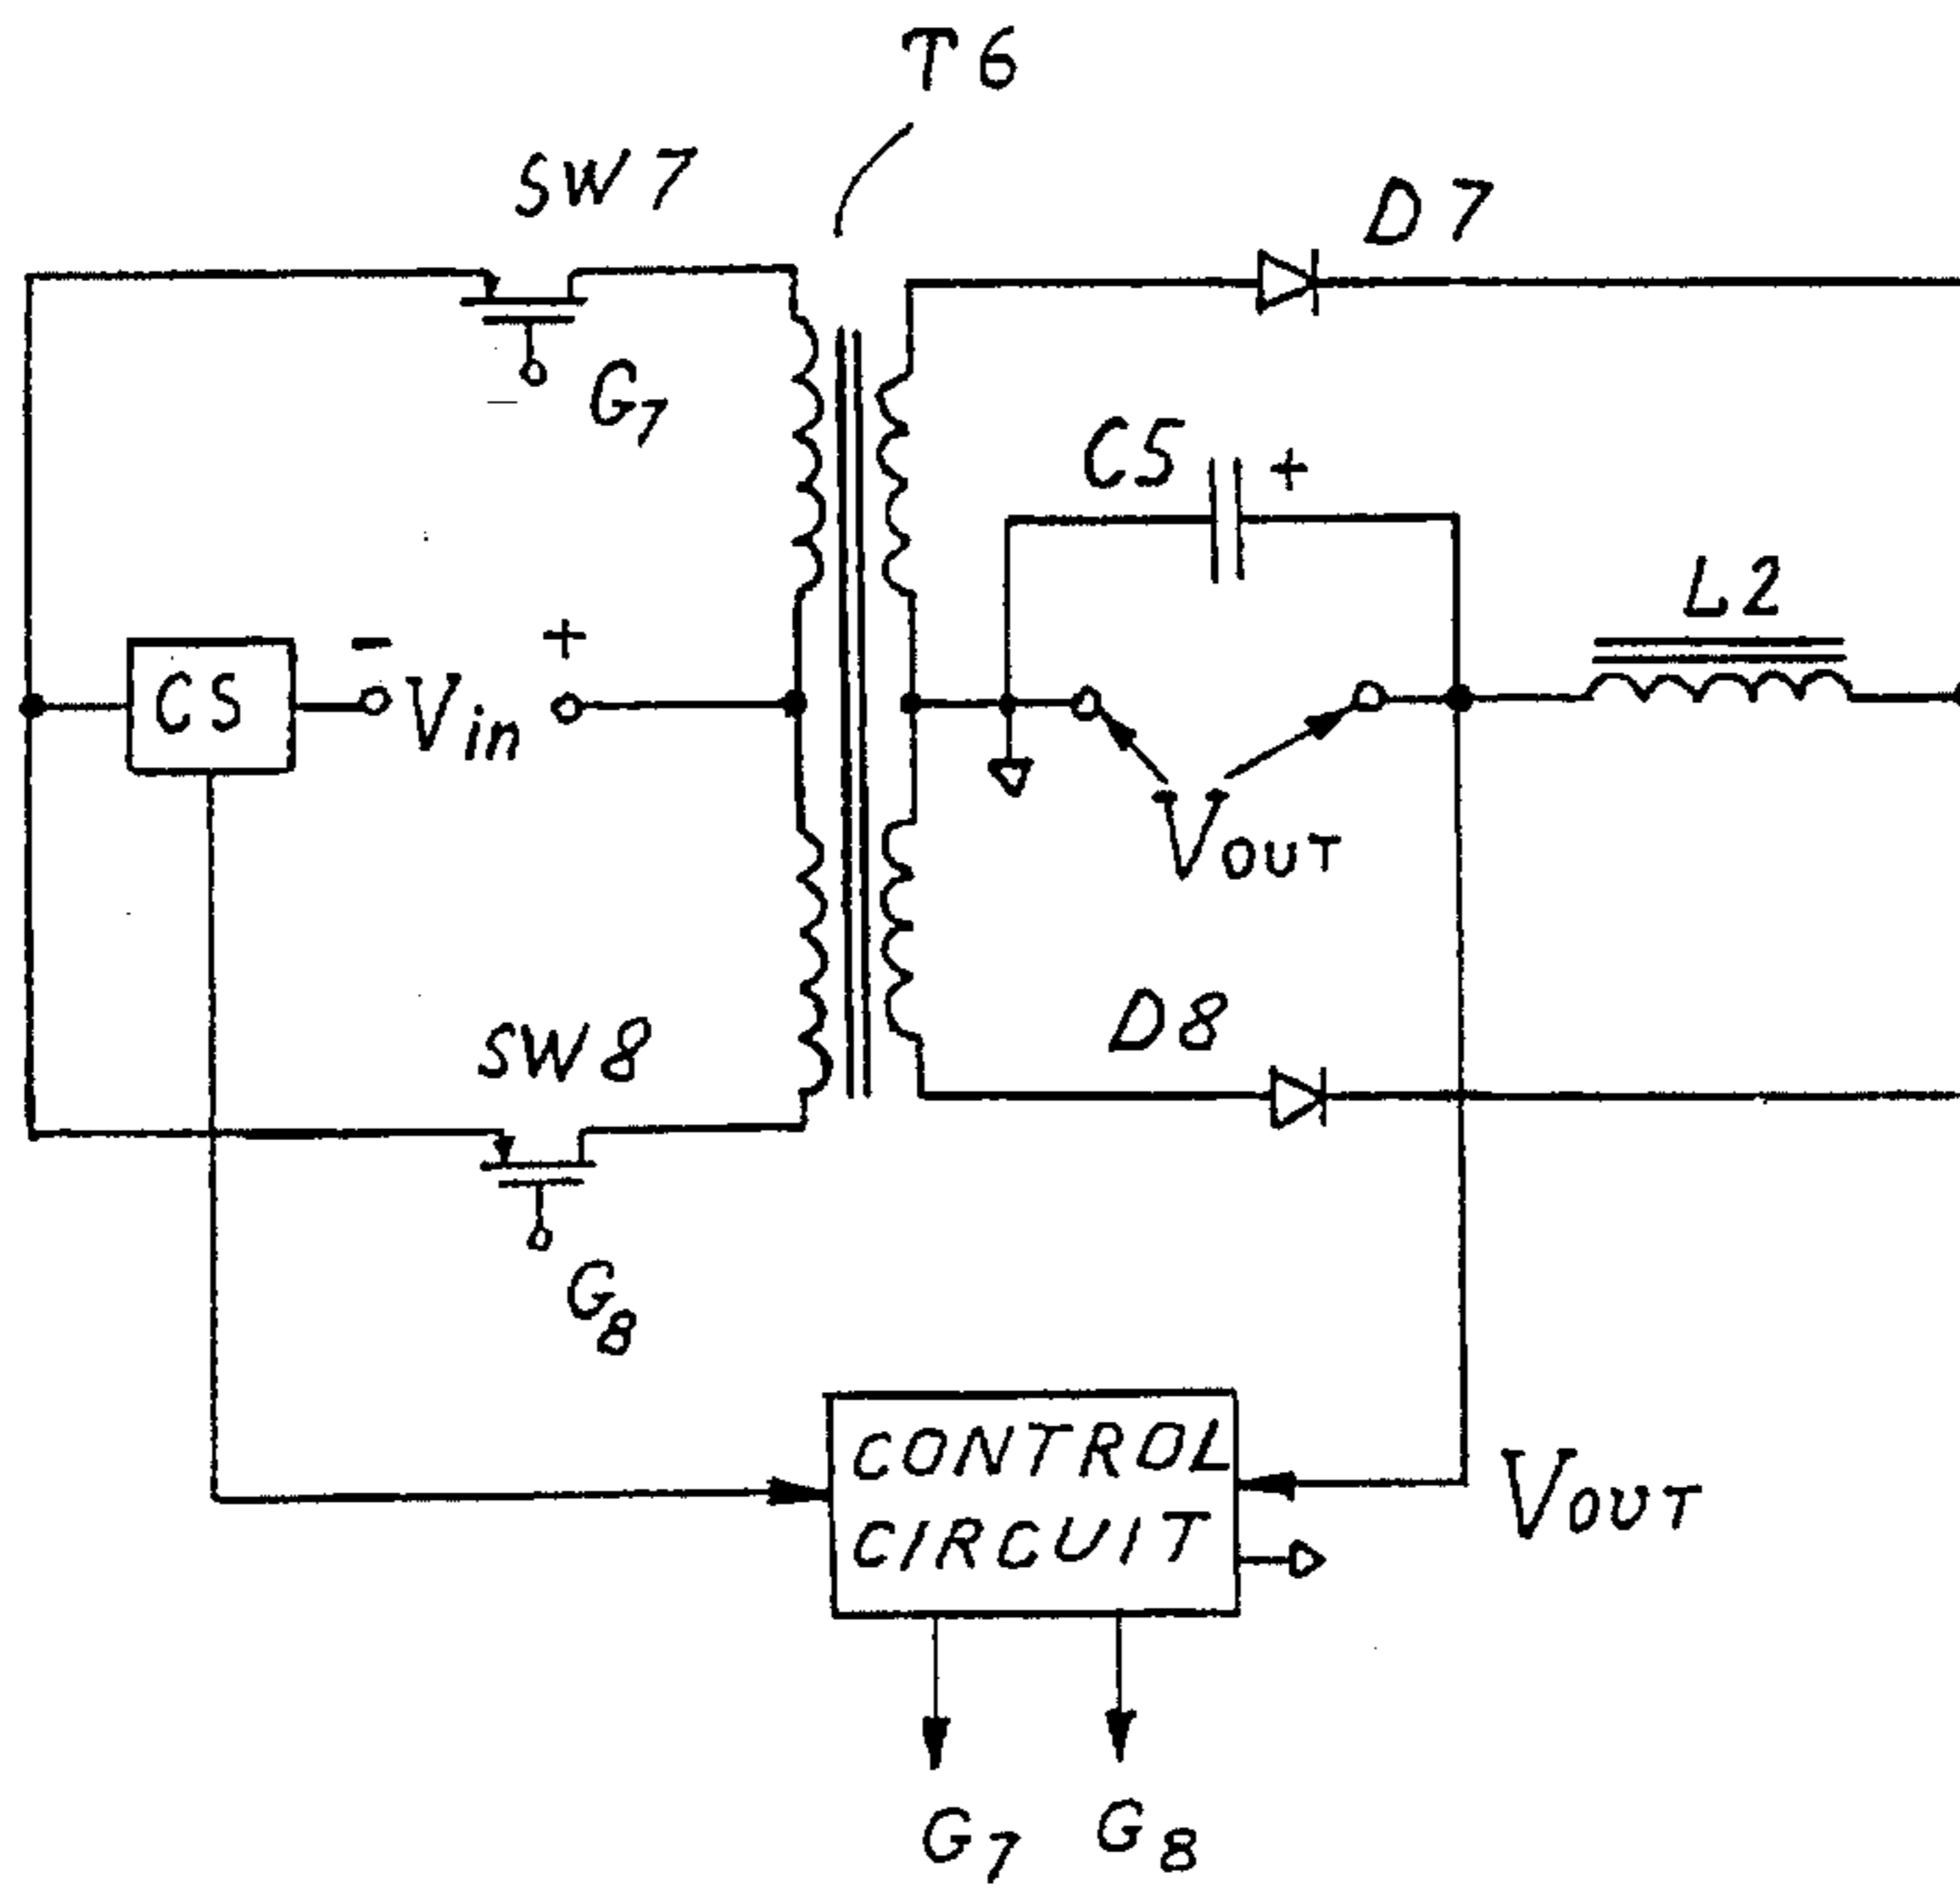 T6
SW7
D7
G7
C5 +
L2
CS
- Vin +
VOUT
D8
SW8
G8
CONTROL
CIRCUIT
VOUT
G7 G8